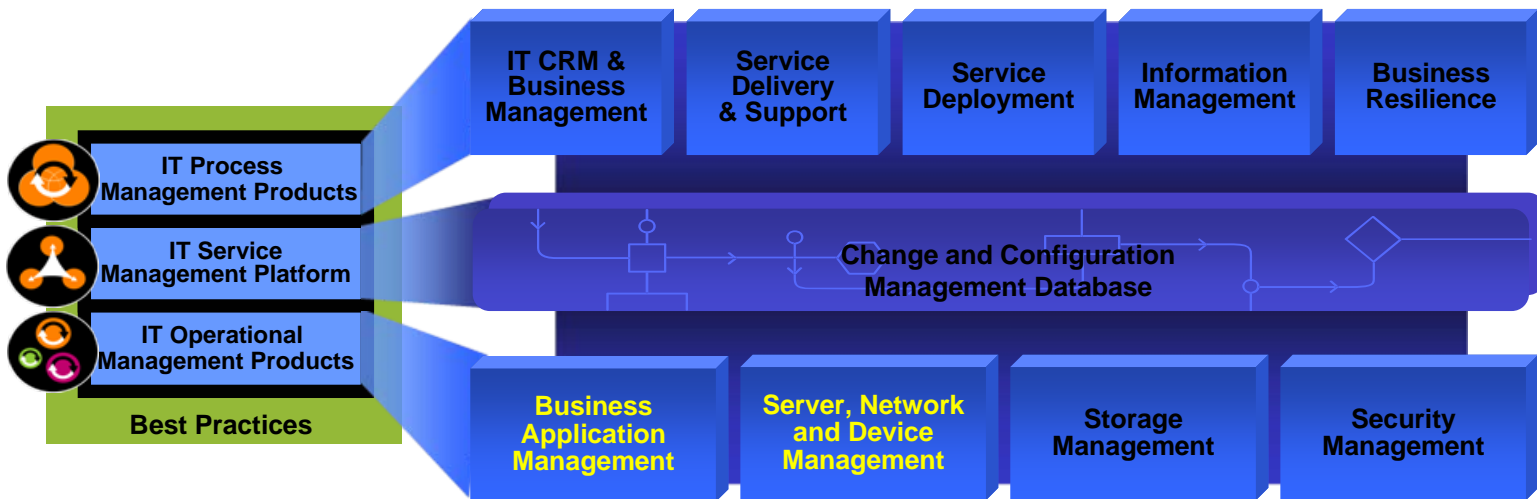 IT CRM &
Business
Management
Service
Delivery
& Support
Service
Deployment
Information
Management
Business
Resilience
IT Process
Management Products
IT Service
Management Platform
Change and Configuration
Management Database
IT Operational
Management Products
Best Practices
Business
Application
Management
Server, Network
and Device
Management
Storage
Management
Security
Management